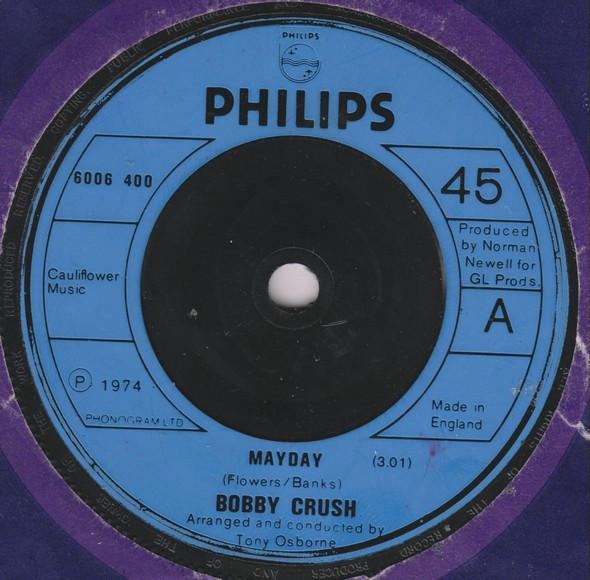 PHILIPS
PHILIPS
6006 400
45
Produced
by Norman
Newell for
GL Prods.
Cauliflower
Music
A
℗ 1974
PHONOGRAM LTD
Made in
England
MAYDAY (3.01)
(Flowers/Banks)
BOBBY CRUSH
Arranged and conducted by
Tony Osborne